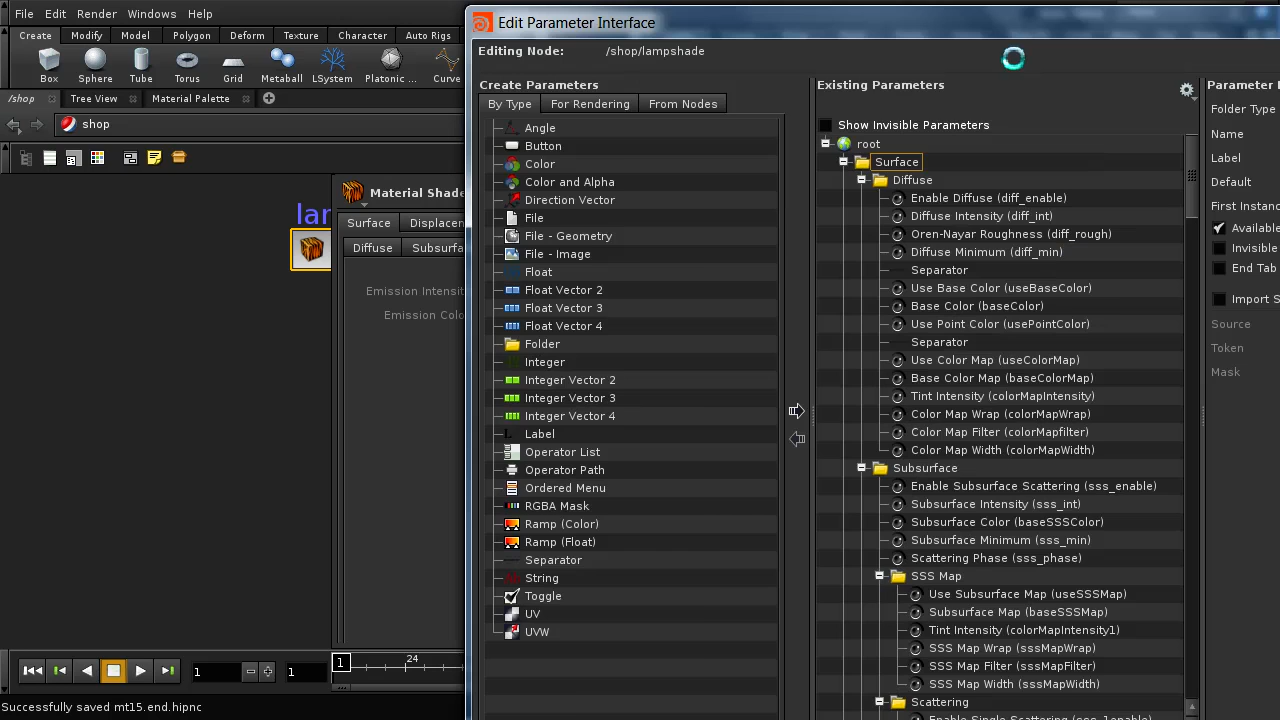 File Edit Render Windows Help
Create Modify Model Polygon Deform Texture Character Auto Rigs
Box Sphere Tube Torus Grid Metaball LSystem Platonic ... Curve
/shop Tree View Material Palette
shop
Material Shade
Surface Displacen
Diffuse Subsurfa
Emission Intensit
Emission Colo
1 1 1 24
Successfully saved mt15.end.hipnc
Edit Parameter Interface
Editing Node: /shop/lampshade
Create Parameters
By Type For Rendering From Nodes
Angle
Button
Color
Color and Alpha
Direction Vector
File
File - Geometry
File - Image
Float
Float Vector 2
Float Vector 3
Float Vector 4
Folder
Integer
Integer Vector 2
Integer Vector 3
Integer Vector 4
Label
Operator List
Operator Path
Ordered Menu
RGBA Mask
Ramp (Color)
Ramp (Float)
Separator
String
Toggle
UV
UVW
Existing Parameters
Show Invisible Parameters
root
Surface
Diffuse
Enable Diffuse (diff_enable)
Diffuse Intensity (diff_int)
Oren-Nayar Roughness (diff_rough)
Diffuse Minimum (diff_min)
Separator
Use Base Color (useBaseColor)
Base Color (baseColor)
Use Point Color (usePointColor)
Separator
Use Color Map (useColorMap)
Base Color Map (baseColorMap)
Tint Intensity (colorMapIntensity)
Color Map Wrap (colorMapWrap)
Color Map Filter (colorMapfilter)
Color Map Width (colorMapWidth)
Subsurface
Enable Subsurface Scattering (sss_enable)
Subsurface Intensity (sss_int)
Subsurface Color (baseSSSColor)
Subsurface Minimum (sss_min)
Scattering Phase (sss_phase)
SSS Map
Use Subsurface Map (useSSSMap)
Subsurface Map (baseSSSMap)
Tint Intensity (colorMapIntensity1)
SSS Map Wrap (sssMapWrap)
SSS Map Filter (sssMapFilter)
SSS Map Width (sssMapWidth)
Scattering
Parameter
Folder Type
Name
Label
Default
First Instanc
Available
Invisible
End Tab
Import S
Source
Token
Mask